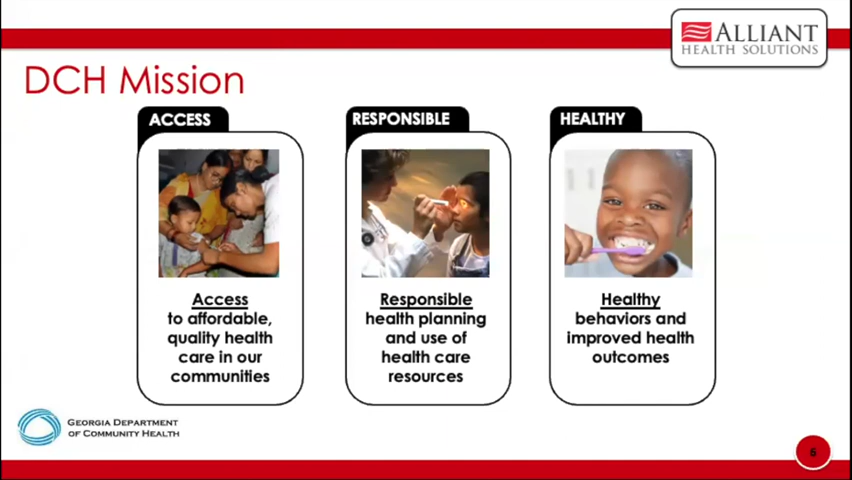 ALLIANT
HEALTH SOLUTIONS
DCH Mission
ACCESS
Access
to affordable,
quality health
care in our
communities
RESPONSIBLE
Responsible
health planning
and use of
health care
resources
HEALTHY
Healthy
behaviors and
improved health
outcomes
GEORGIA DEPARTMENT
OF COMMUNITY HEALTH